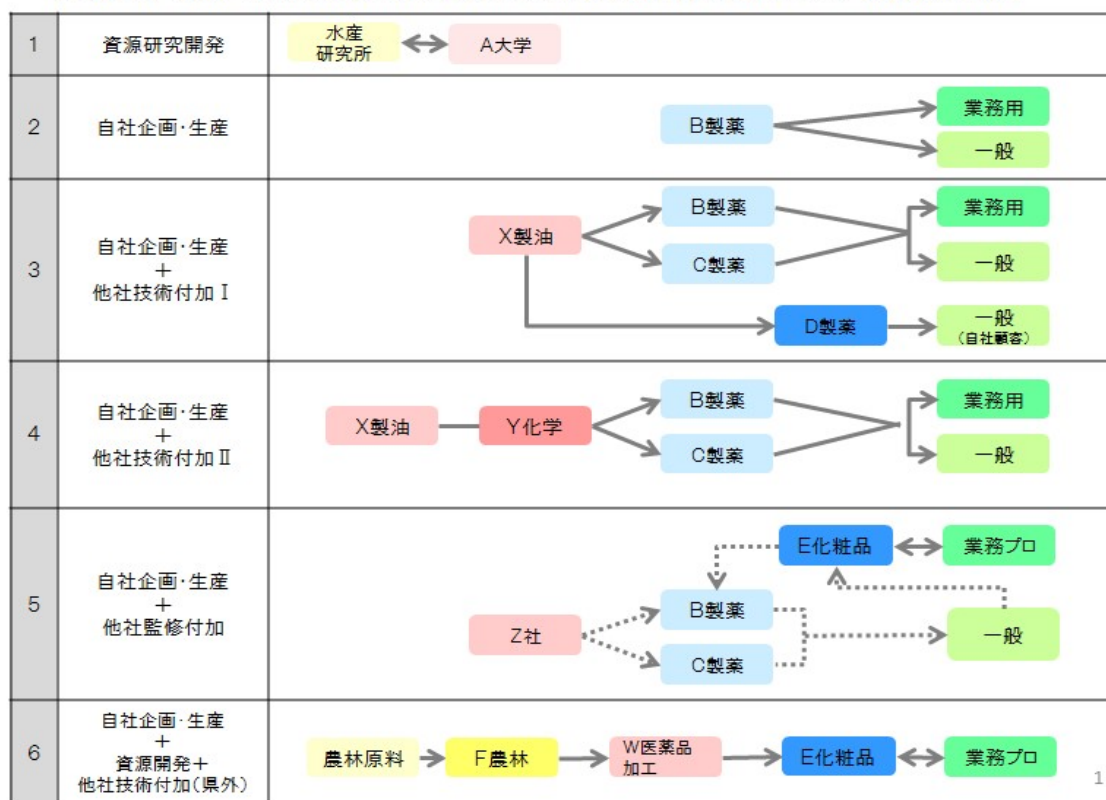 1
資源研究開発
水産
研究所
A大学
2
自社企画・生産
B製薬
業務用
一般
3
自社企画・生産
＋
他社技術付加Ⅰ
X製油
B製薬
C製薬
業務用
一般
D製薬
一般
(自社顧客)
4
自社企画・生産
＋
他社技術付加Ⅱ
X製油
Y化学
B製薬
C製薬
業務用
一般
5
自社企画・生産
＋
他社監修付加
E化粧品
業務プロ
Z社
B製薬
C製薬
一般
6
自社企画・生産
＋
資源開発＋
他社技術付加(県外)
農林原料
F農林
W医薬品
加工
E化粧品
業務プロ
1